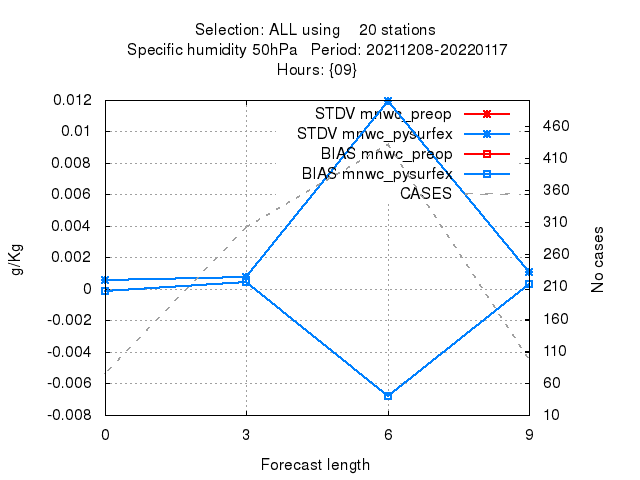 Selection: ALL using 20 stations
Specific humidity 50hPa Period: 20211208-20220117
Hours: {09}
0.012
0.01
0.008
0.006
0.004
0.002
0
-0.002
-0.004
-0.006
-0.008
g/Kg
STDV mnwc_preop
STDV mnwc_pysurfex
BIAS mnwc_preop
BIAS mnwc_pysurfex
CASES
460
410
360
310
260
210
160
110
60
10
No cases
0 3 6 9
Forecast length